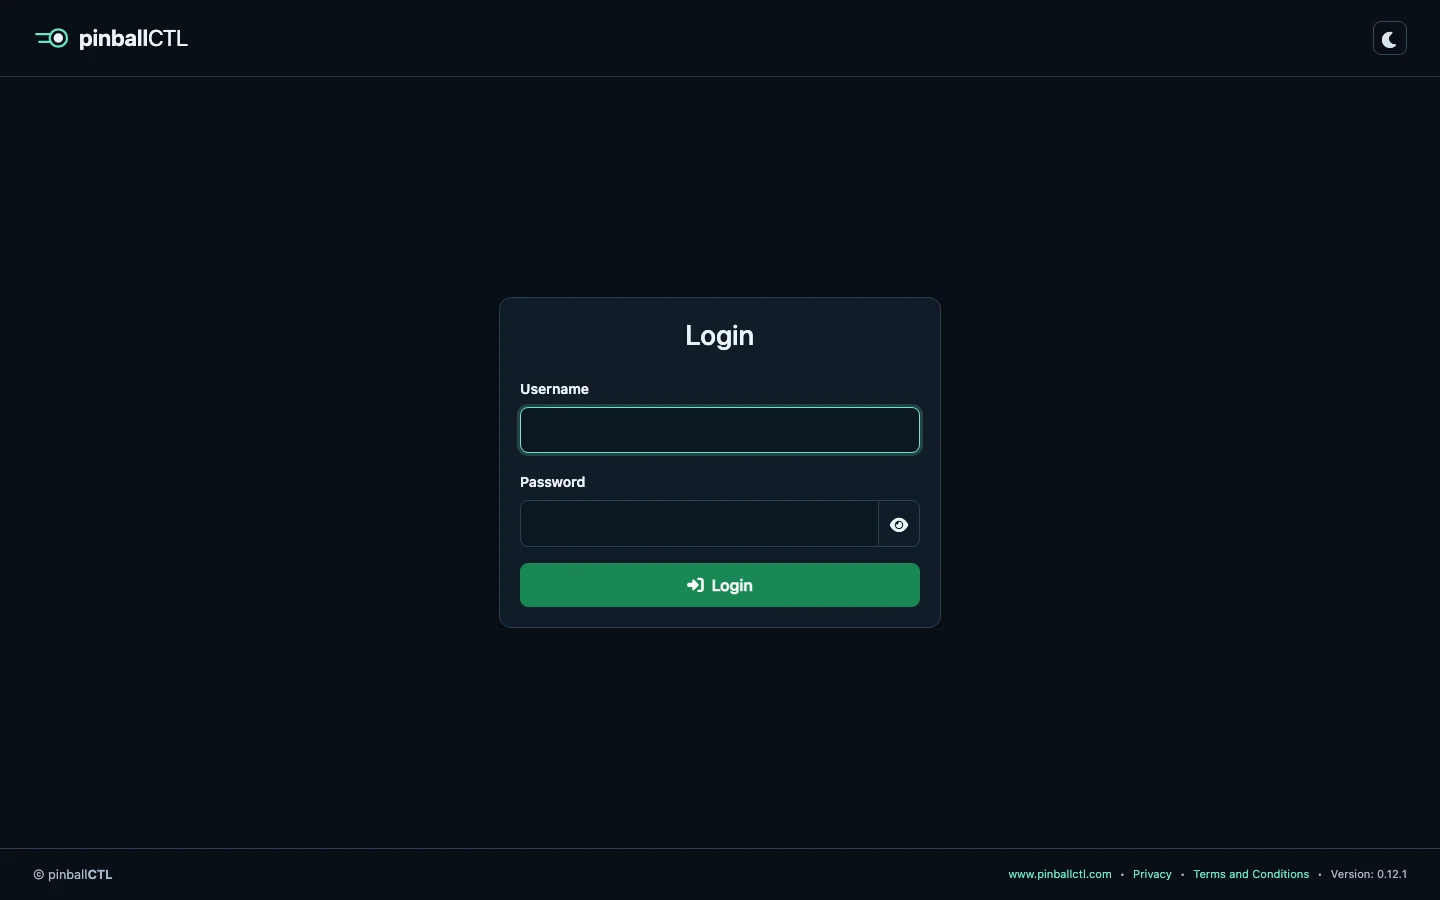 pinballCTL
Login
Username
Password
Login
© pinballCTL
www.pinballctl.com • Privacy • Terms and Conditions • Version: 0.12.1